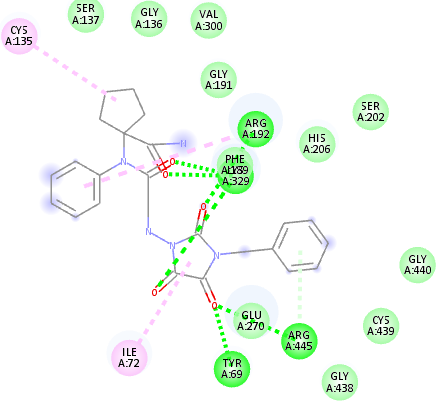 SER
A:137
GLY
A:136
VAL
A:300
CYS
A:135
GLY
A:191
SER
A:202
ARG
A:192
HIS
A:206
N
N
O
O
PHE
A:329
O
N
N
N
GLY
A:440
O
O
GLU
A:270
CYS
A:439
ARG
A:445
ILE
A:72
TYR
A:69
GLY
A:438